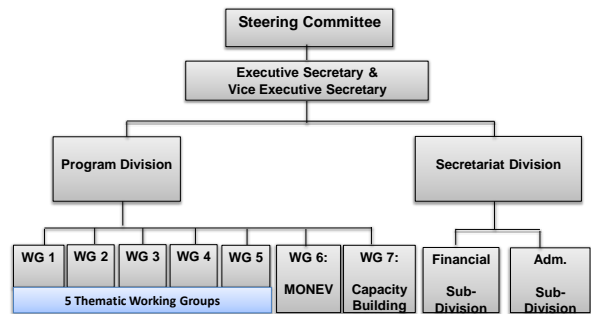 Steering Committee
Executive Secretary &
Vice Executive Secretary
Program Division
Secretariat Division
WG 1
WG 2
WG 3
WG 4
WG 5
5 Thematic Working Groups
WG 6:
MONEV
WG 7:
Capacity
Building
Financial
Sub-
Division
Adm.
Sub-
Division